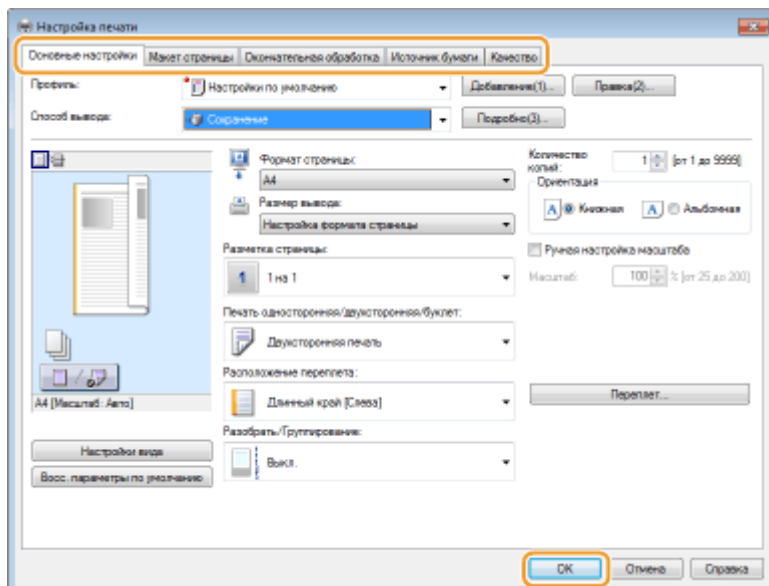 Настройка печати
Основные настройки Макет страницы Окончательная обработка Источник бумаги Качество
Профиль: Настройки по умолчанию Добавление(1)... Правка(2)...
Способ вывода: Сохранение Подробно(3)...
Формат страницы:
A4
Размер вывода:
Настройка формата страницы
Разметка страницы:
1 1 на 1
Печать односторонняя/двухсторонняя/буклет:
Двухсторонняя печать
Расположение переплета:
Длинный край [Слева]
Разобрать/Группирование:
Выкл.
Количество копий: 1 [от 1 до 9999]
Ориентация
A Книжная A Альбомная
Ручная настройка масштаба
Масштаб: 100 % [от 25 до 200]
Переплет...
A4 [Масштаб: Авто]
Настройки вида
Восс. параметры по умолчанию
OK Отмена Справка